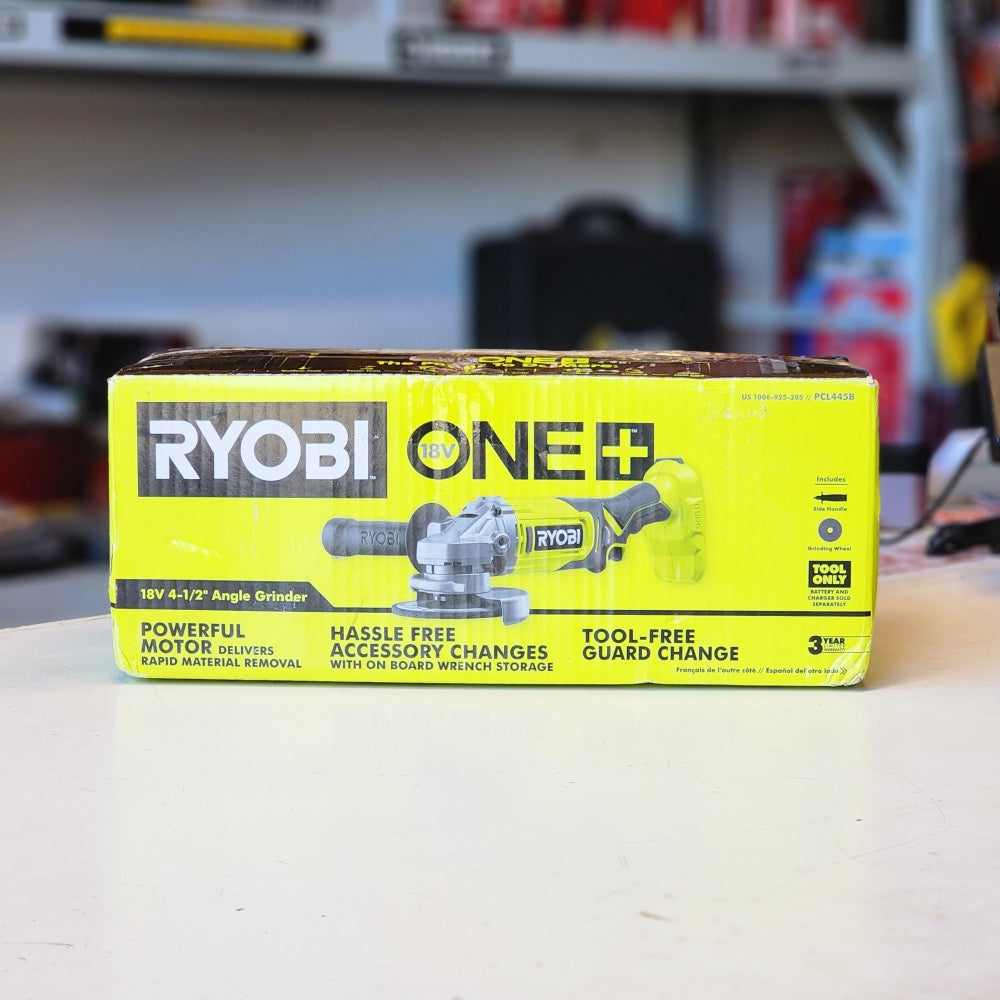 ONE+
US 1006-925-205 // PCL445B
RYOBI
18V ONE+
Includes
Side Handle
Grinding Wheel
RYOBI
RYOBI
TOOL
ONLY
BATTERY AND
CHARGER SOLD
SEPARATELY
18V 4-1/2" Angle Grinder
POWERFUL
MOTOR DELIVERS
RAPID MATERIAL REMOVAL
HASSLE FREE
ACCESSORY CHANGES
WITH ON BOARD WRENCH STORAGE
TOOL-FREE
GUARD CHANGE
3 YEAR
LIMITED
WARRANTY
Français de l'autre côté // Español del otro lado